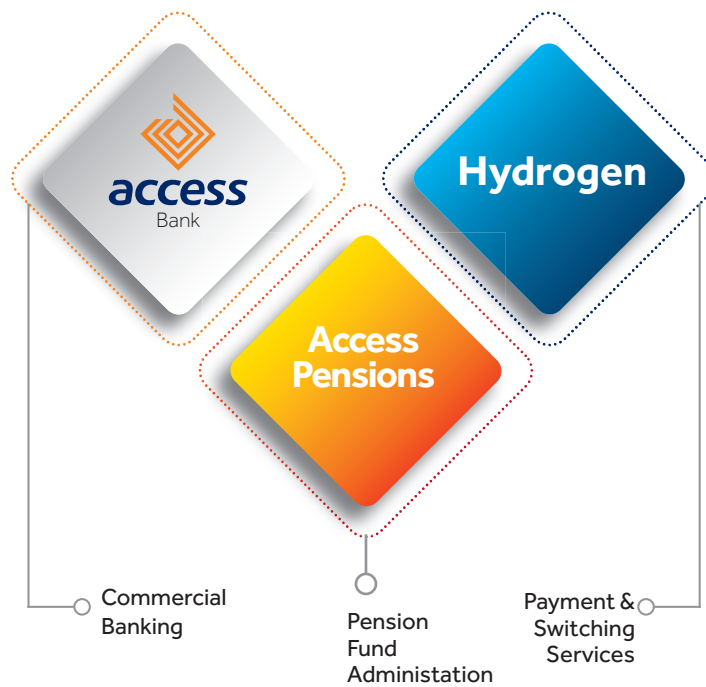 access
Bank
Hydrogen
Access
Pensions
Commercial
Banking
Pension
Fund
Administation
Payment &
Switching
Services